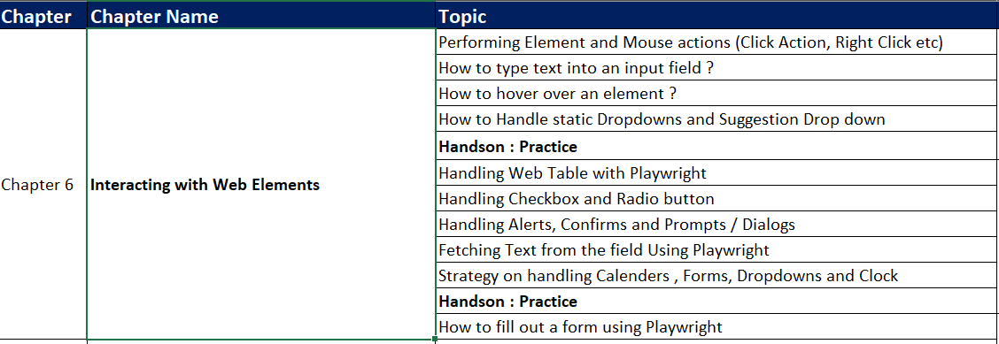 Chapter Chapter Name Topic
Performing Element and Mouse actions (Click Action, Right Click etc)
How to type text into an input field ?
How to hover over an element ?
How to Handle static Dropdowns and Suggestion Drop down
Handson : Practice
Handling Web Table with Playwright
Chapter 6 Interacting with Web Elements
Handling Checkbox and Radio button
Handling Alerts, Confirms and Prompts / Dialogs
Fetching Text from the field Using Playwright
Strategy on handling Calenders , Forms, Dropdowns and Clock
Handson : Practice
How to fill out a form using Playwright